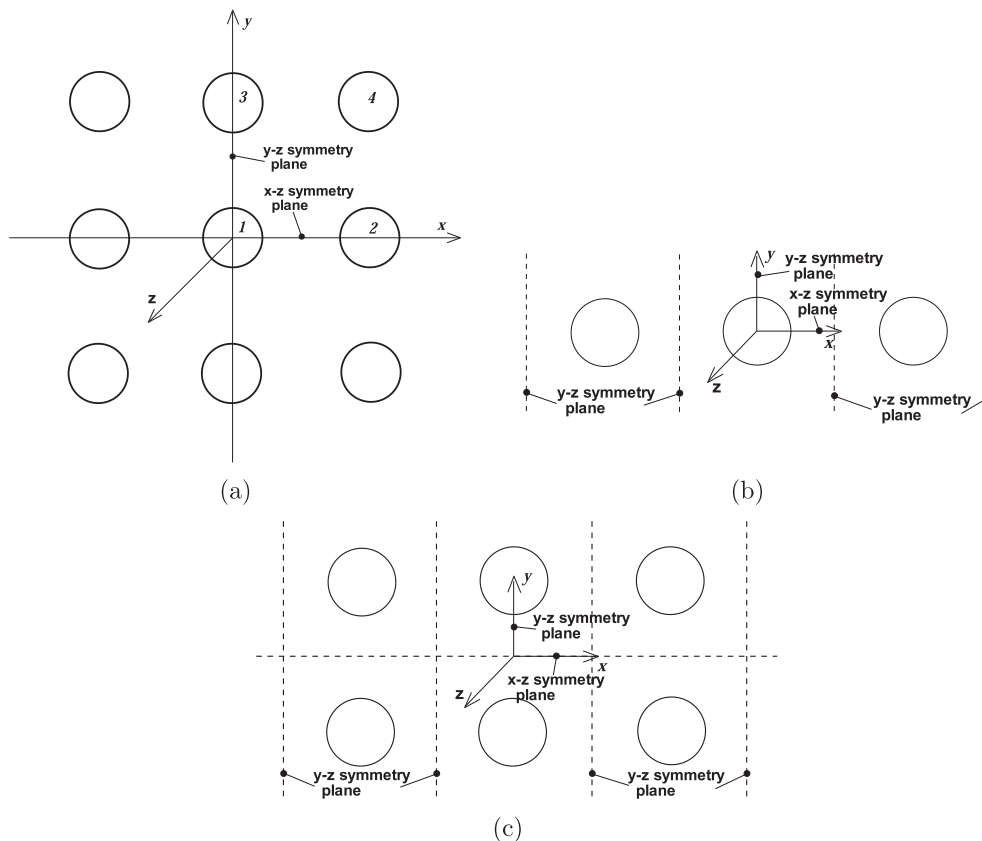 y
3
4
y-z symmetry
plane
x-z symmetry
plane
1
2
x
z
(a)
y
y-z symmetry
plane
x-z symmetry
plane
x
z
y-z symmetry
plane
y-z symmetry
plane
(b)
y
y-z symmetry
plane
x
x-z symmetry
plane
z
y-z symmetry
plane
y-z symmetry
plane
(c)